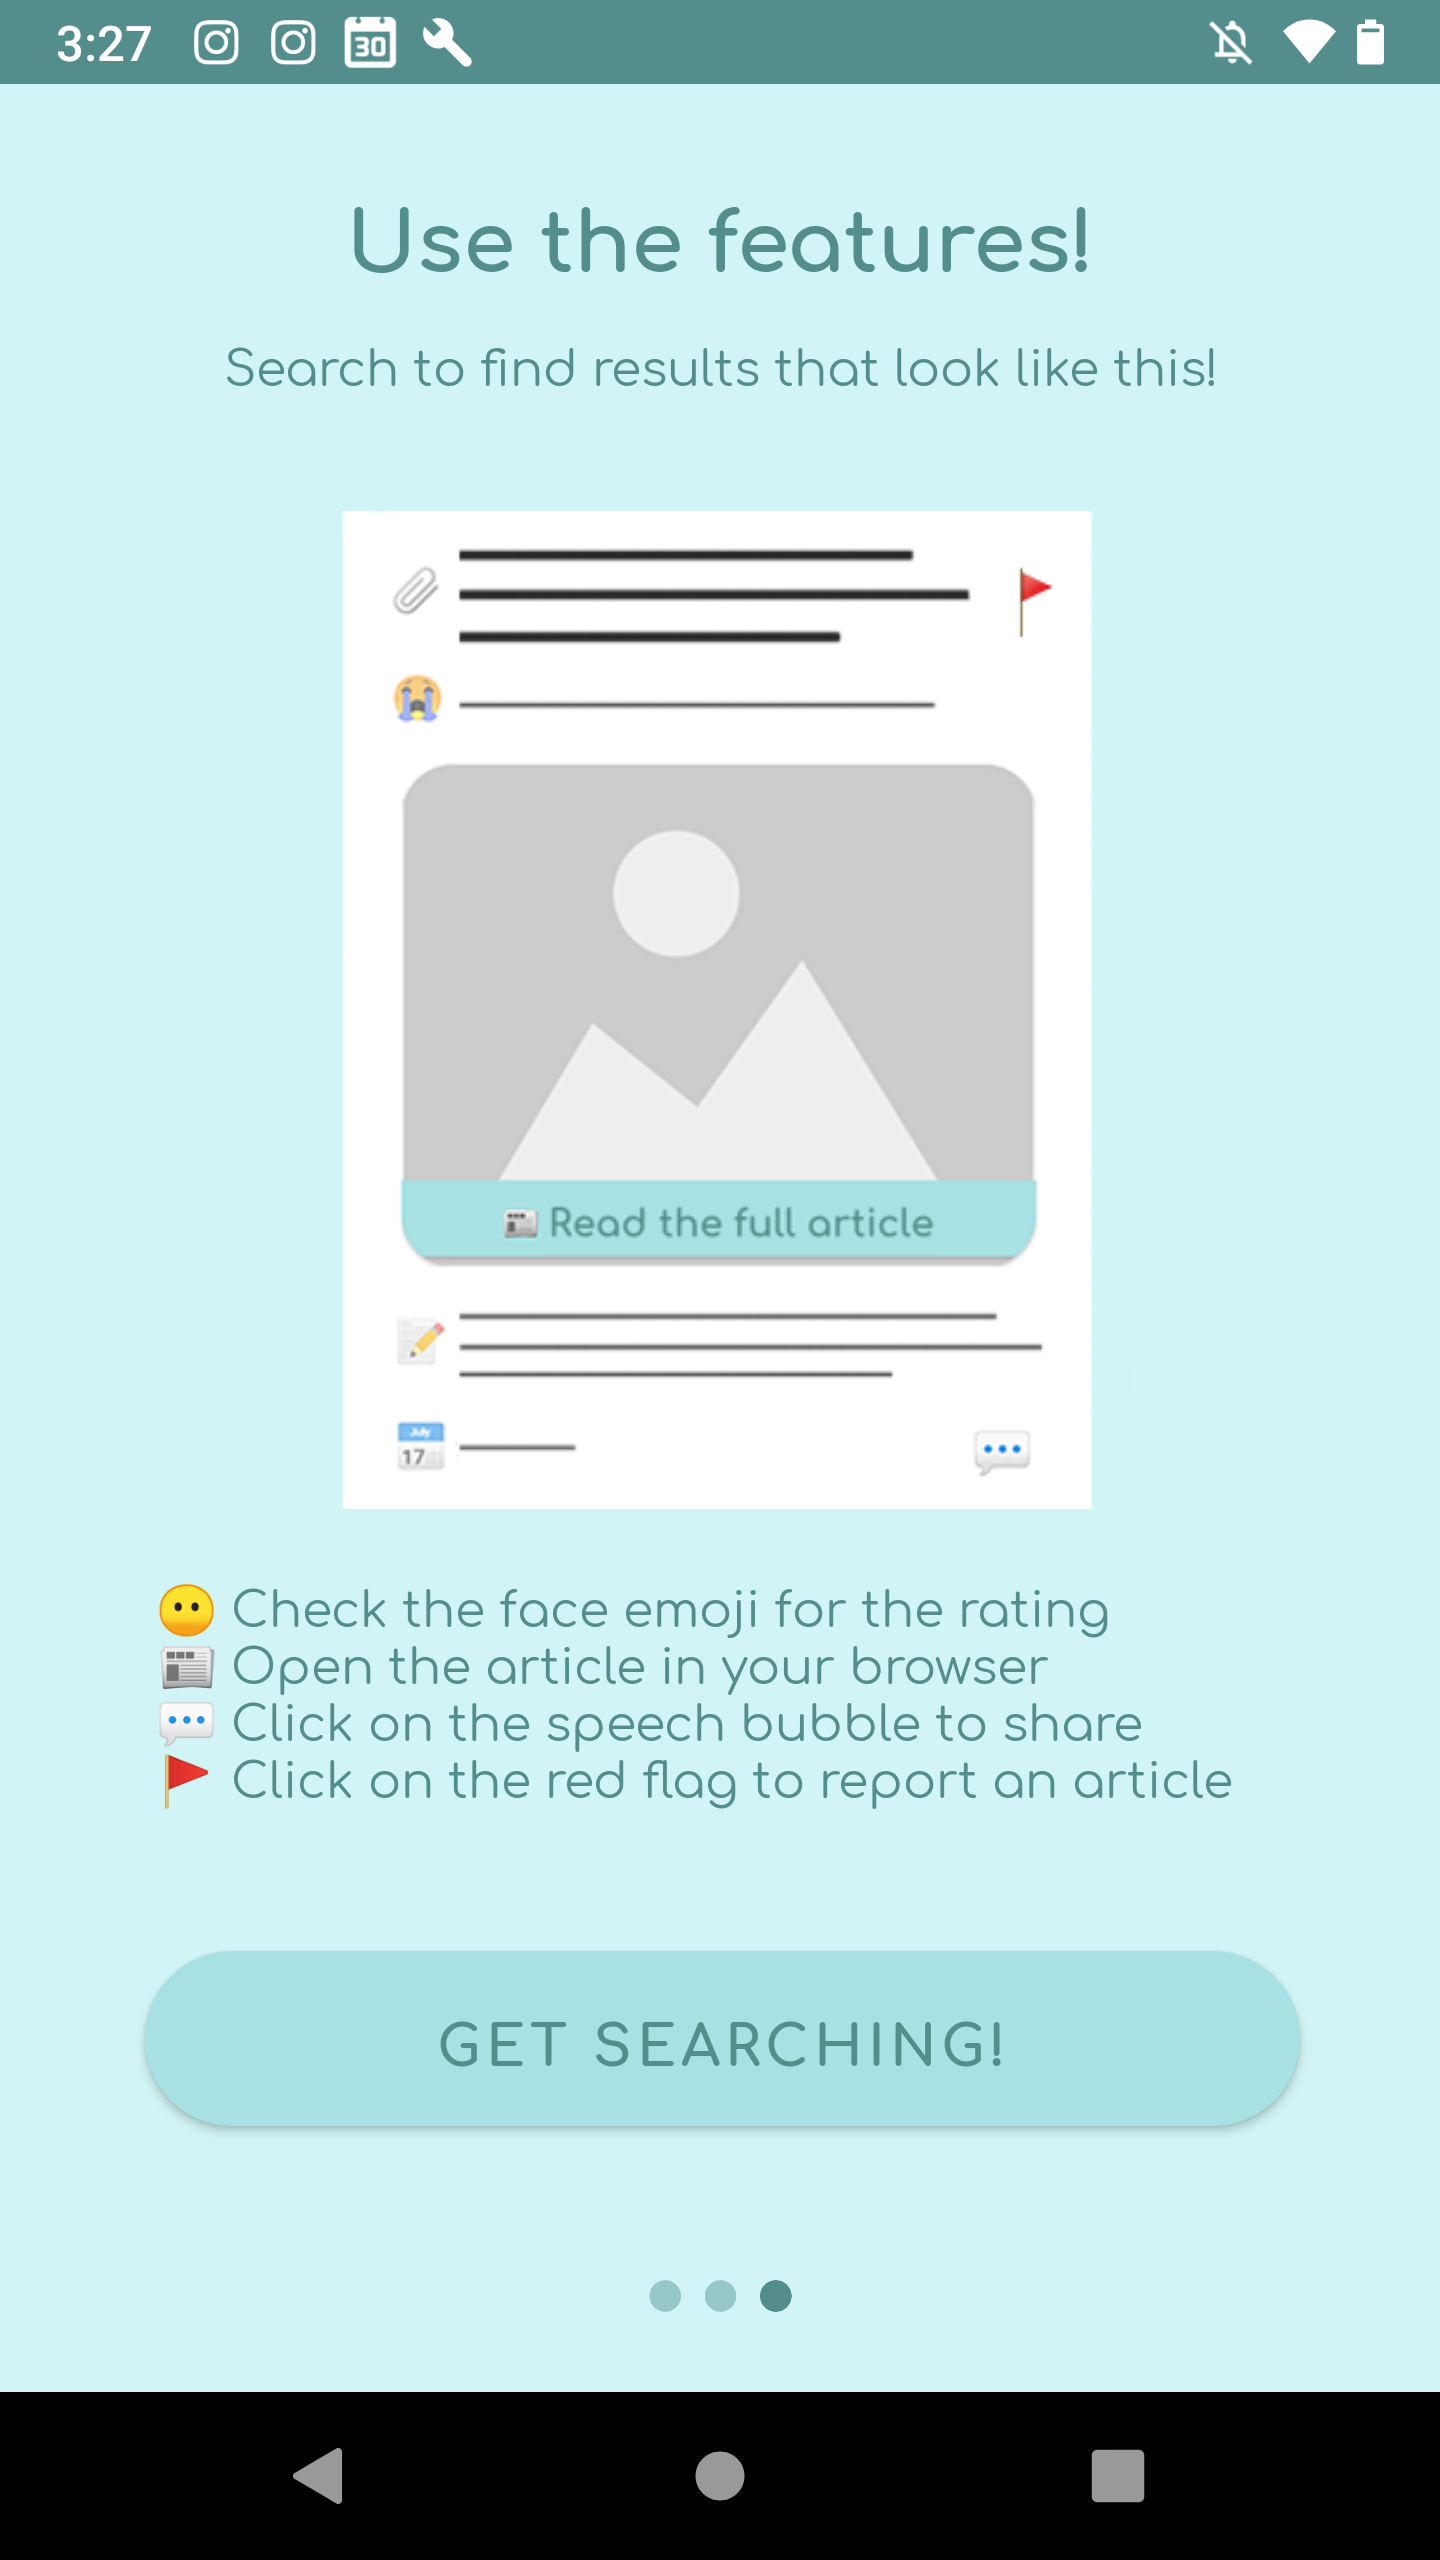 3:27
30
Use the features!
Search to find results that look like this!
Read the full article
July
17
Check the face emoji for the rating
Open the article in your browser
Click on the speech bubble to share
Click on the red flag to report an article
GET SEARCHING!